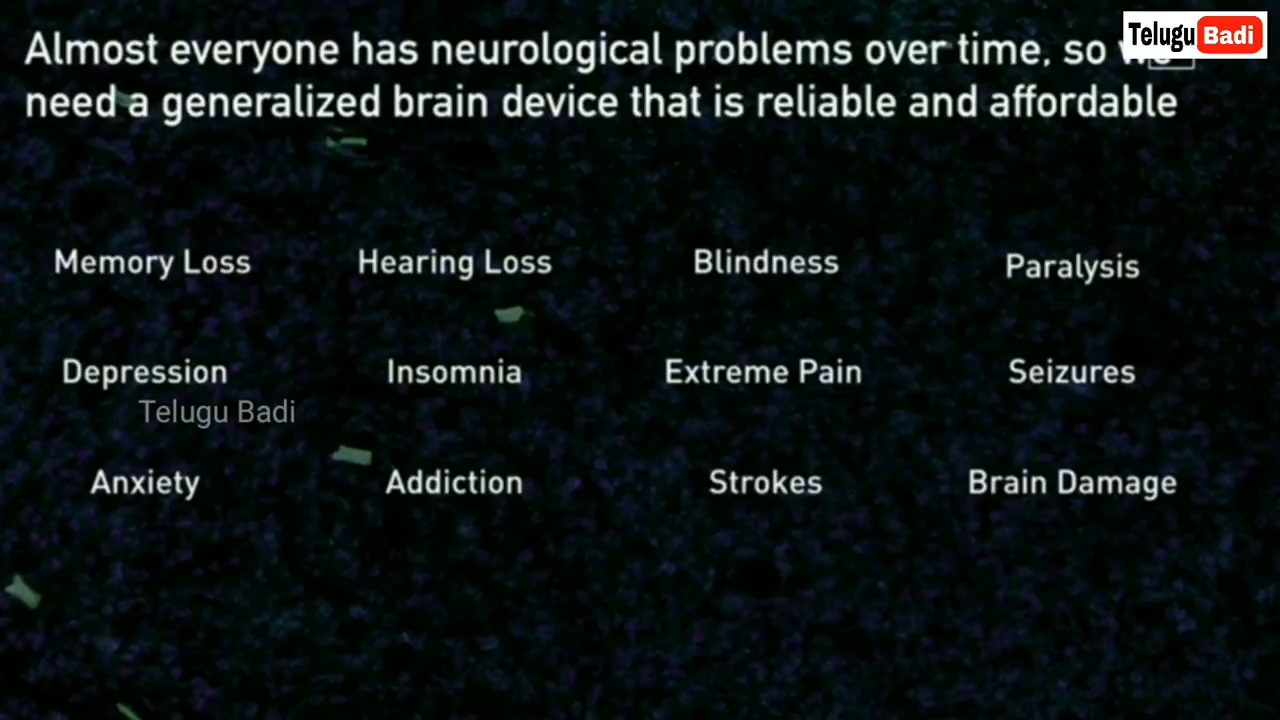 Telugu Badi
Almost everyone has neurological problems over time, so we
need a generalized brain device that is reliable and affordable
Memory Loss Hearing Loss Blindness Paralysis
Depression Insomnia Extreme Pain Seizures
Telugu Badi
Anxiety Addiction Strokes Brain Damage